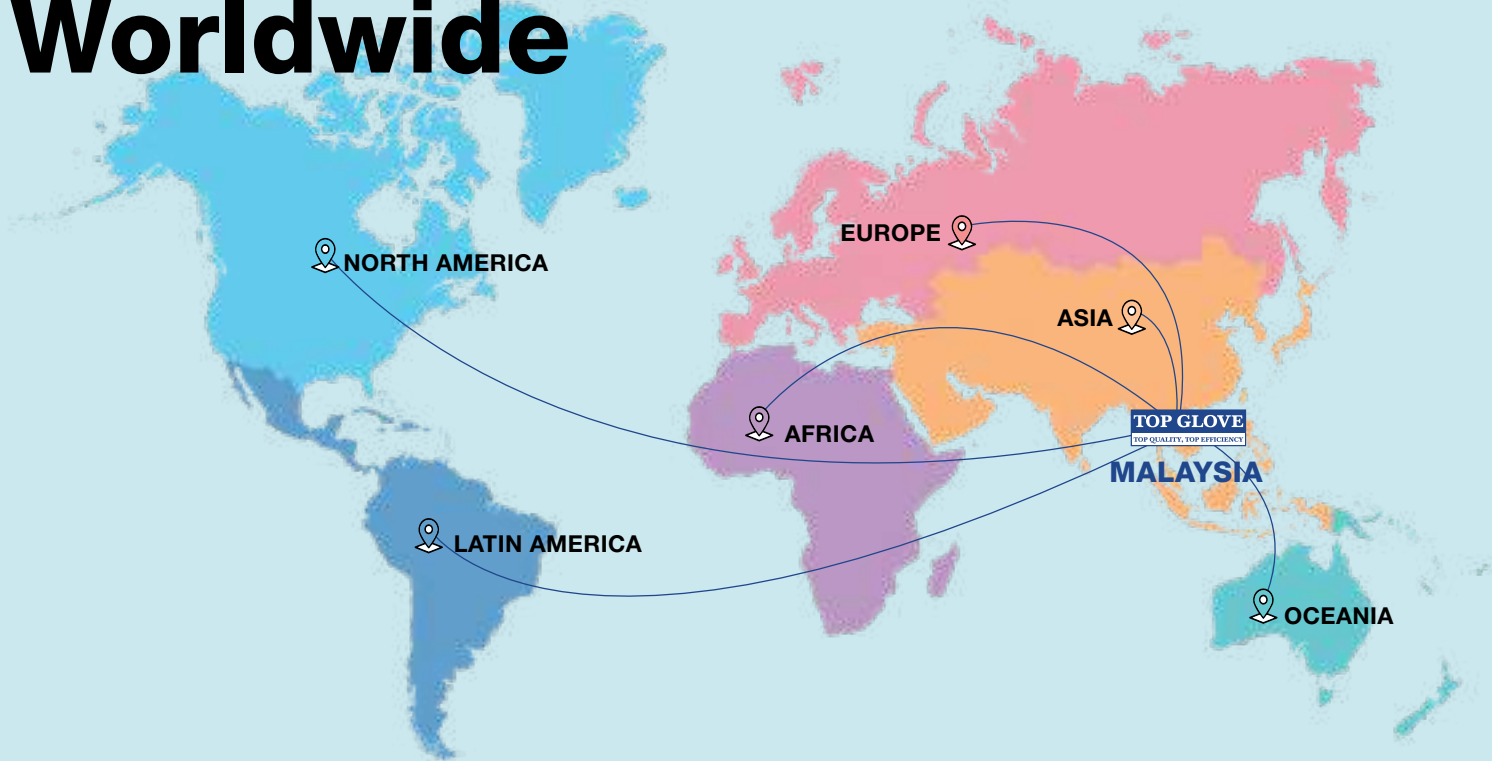 Worldwide
EUROPE
NORTH AMERICA
ASIA
TOP GLOVE
TOP QUALITY, TOP EFFICIENCY
AFRICA
MALAYSIA
LATIN AMERICA
OCEANIA